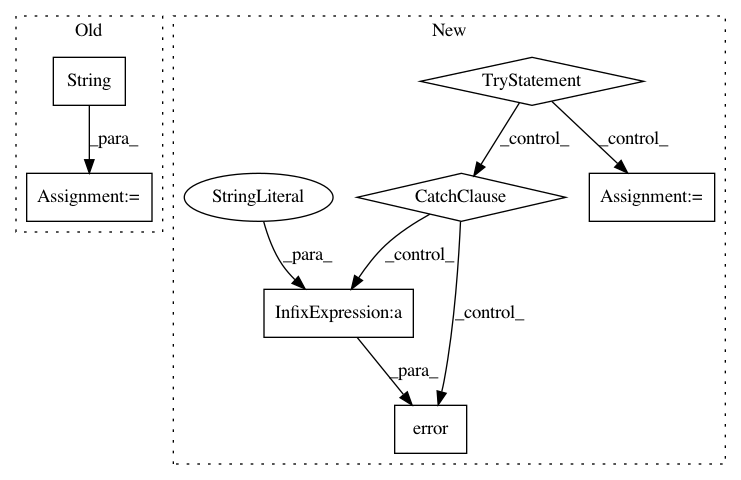 Old
New
String
TryStatement
_para_
_control_
_control_
Assignment:=
StringLiteral
CatchClause
Assignment:=
_para_
_control_
_control_
InfixExpression:a
_para_
error